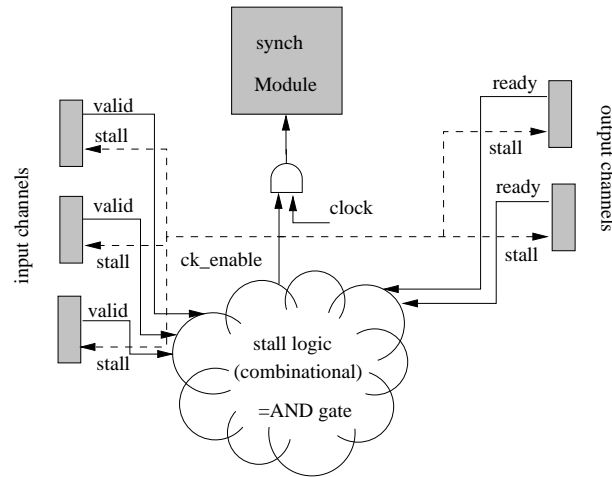 synch
Module
valid
stall
valid
stall
valid
stall
input channels
ready
stall
ready
stall
output channels
clock
ck_enable
stall logic
(combinational)
=AND gate